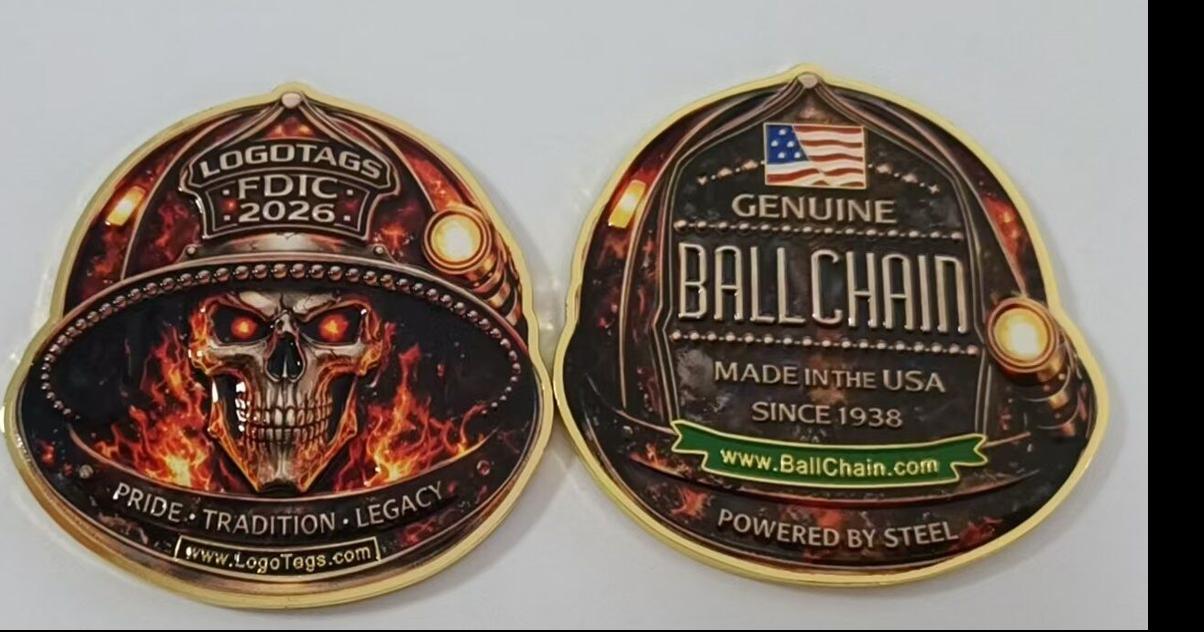 LOGOTAGS
·FDIC·
·2026·
PRIDE·TRADITION·LEGACY
www.LogoTegs.com
GENUINE
BALL CHAIN
MADE IN THE USA
SINCE 1938
www.BallChain.com
POWERED BY STEEL